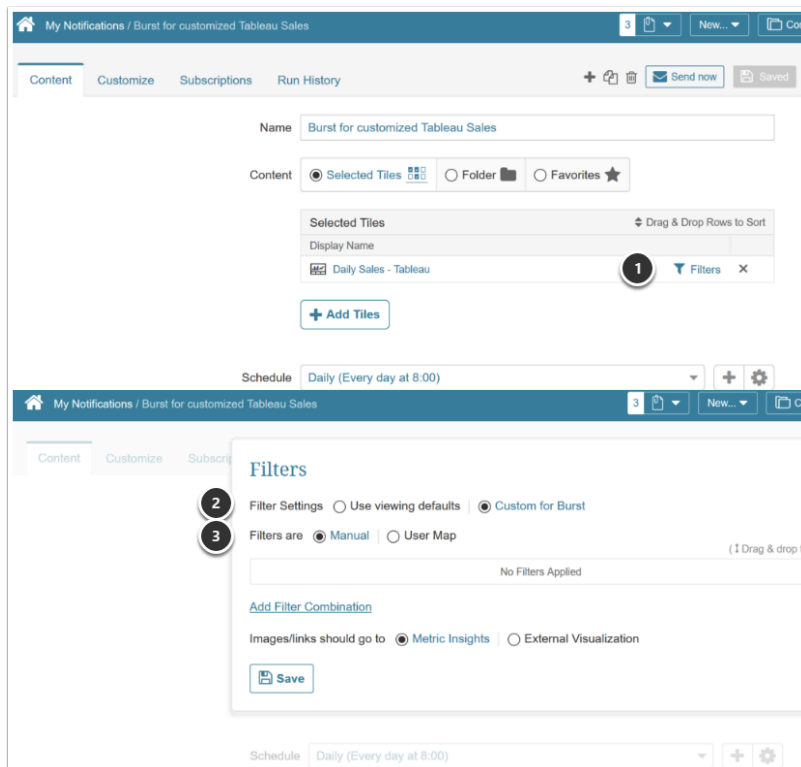 My Notifications / Burst for customized Tableau Sales 3 New...
Content Customize Subscriptions Run History Send now Saved
Name Burst for customized Tableau Sales
Content Selected Tiles Folder Favorites
Selected Tiles Drag & Drop Rows to Sort
Display Name
Daily Sales - Tableau 1 Filters
Add Tiles
Schedule Daily (Every day at 8:00)
My Notifications / Burst for customized Tableau Sales 3 New...
Content Customize
Filters
2 Filter Settings Use viewing defaults Custom for Burst
3 Filters are Manual User Map
( Drag & drop
No Filters Applied
Add Filter Combination
Images/links should go to Metric Insights External Visualization
Save
Schedule Daily (Every day at 8:00)